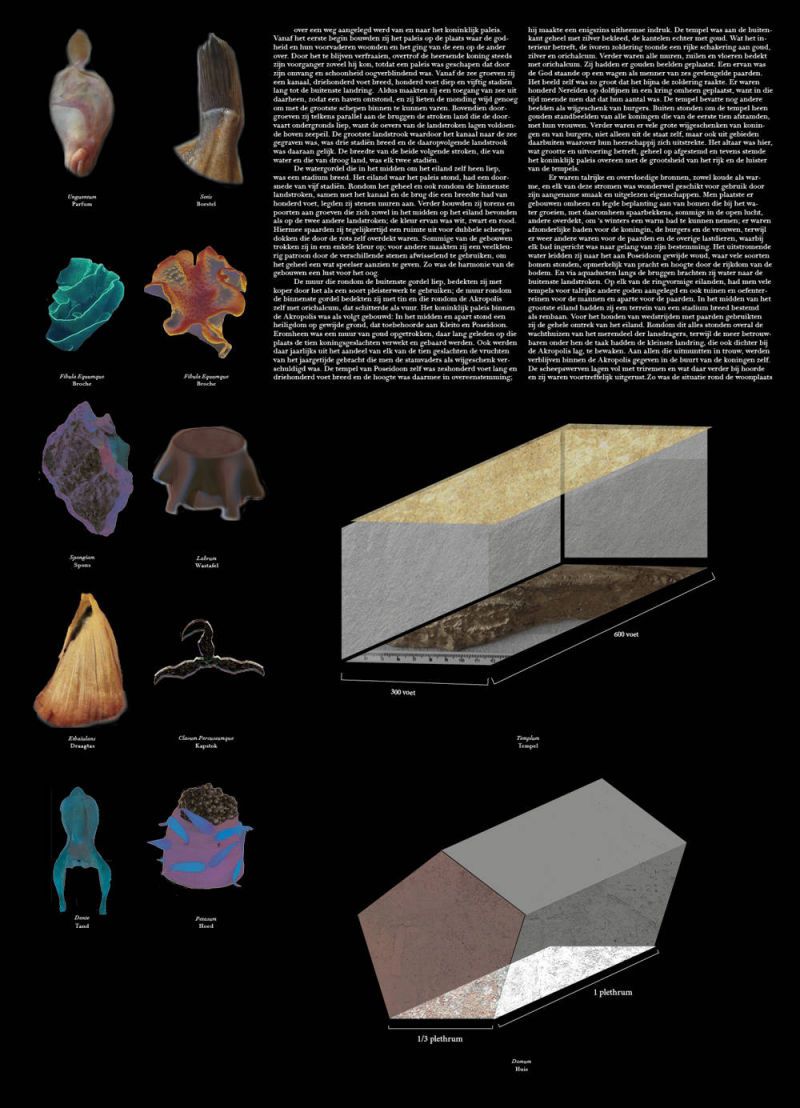 over een weg aangelegd werd van en naar het koninklijk paleis.
Vanaf het eerste begin bouwden zij het paleis op de plaats waar de god-
heid en hun voorvaderen woonden en het ging van de een op de ander
over. Door het te blijven verfraaien, overtrof de heersende koning steeds
zijn voorganger zoveel hij kon, totdat een paleis was geschapen dat door
zijn omvang en schoonheid oogverblindend was. Vanaf de zee groeven zij
een kanaal, driehonderd voet breed, honderd voet diep en vijftig stadiën
lang tot de buitenste landring. Aldus maakten zij een toegang van zee uit
daarheen, zodat een haven ontstond, en zij lieten de monding wijd genoeg
om met de grootste schepen binnen te kunnen varen. Bovendien door-
groeven zij telkens parallel aan de bruggen de stroken land die de door-
vaart ondergronds liep, want de oevers van de landstroken lagen voldoen-
de boven zeepeil. De grootste landstrook waardoor het kanaal naar de zee
gegraven was, was drie stadiën breed en de daaropvolgende landstrook
was daaraan gelijk. De breedte van de beide volgende stroken, die van
water en die van droog land, was elk twee stadiën.
De watergordel die in het midden om het eiland zelf heen liep,
was een stadium breed. Het eiland waar het paleis stond, had een door-
snede van vijf stadiën. Rondom het geheel en ook rondom de binnenste
landstroken, samen met het kanaal en de brug die een breedte had van
honderd voet, legden zij stenen muren aan. Verder bouwden zij torens en
poorten aan groeven die zich zowel in het midden op het eiland bevonden
als op de twee andere landstroken; de kleur ervan was wit, zwart en rood.
Hiermee spaarden zij tegelijkertijd een ruimte uit voor dubbele scheeps-
dokken die door de rots zelf overdekt waren. Sommige van de gebouwen
trokken zij in een enkele kleur op; voor andere maakten zij een veelkleu-
rig patroon door de verschillende stenen afwisselend te gebruiken, om
het geheel een wat speelser aanzien te geven. Zo was de harmonie van de
gebouwen een lust voor het oog.
De muur die rondom de buitenste gordel liep, bedekten zij met
koper door het als een soort pleisterwerk te gebruiken; de muur rondom
de binnenste gordel bedekten zij met tin en die rondom de Akropolis
zelf met orichalcum, dat schitterde als vuur. Het koninklijke paleis binnen
de Akropolis was als volgt gebouwd: In het midden en apart stond een
heiligdom op gewijde grond, dat toebehoorde aan Kleito en Poseidoon.
Eromheen was een muur van goud opgetrokken, daar lang geleden op die
plaats de tien koningsgeslachten verwekt en gebaard werden. Ook werden
daar jaarlijks uit het aandeel van elk van de tien geslachten de vruchten
van het jaargetijde gebracht die men de stamvaders als wijgeschenk ver-
schuldigd was. De tempel van Poseidoon zelf was zeshonderd voet lang en
driehonderd voet breed en de hoogte was daarmee in overeenstemming;
hij maakte een enigszins uitheemse indruk. De tempel was aan de buiten-
kant geheel met zilver bekleed, de kantelen echter met goud. Wat het in-
terieur betreft, de ivoren zoldering toonde een rijke schakering aan goud,
zilver en orichalcum. Verder waren alle muren, zuilen en vloeren bedekt
met orichalcum. Zij hadden er gouden beelden geplaatst. Een ervan was
de God staande op een wagen als menner van zes gevleugelde paarden.
Het beeld zelf was zo groot dat het bijna de zoldering raakte. Er waren
honderd Nereïden op dolfijnen in een kring omheen geplaatst, want in die
tijd meende men dat dat hun aantal was. De tempel bevatte nog andere
beelden als wijgeschenk van burgers. Buiten stonden om de tempel heen
gouden standbeelden van alle koningen die van de eerste tien afstamden,
met hun vrouwen. Verder waren er vele grote wijgeschenken van konin-
gen en van burgers, niet alleen uit de staat zelf, maar ook uit gebieden
daarbuiten waarover hun heerschappij zich uitstrekte. Het altaar was hier,
wat grootte en uitvoering betreft, geheel op afgestemd en tevens stemde
het koninklijk paleis overeen met de grootsheid van het rijk en de luister
van de tempels.
Er waren talrijke en overvloedige bronnen, zowel koude als war-
me, en elk van deze stromen was wonderwel geschikt voor gebruik door
zijn aangename smaak en uitgelezen eigenschappen. Men plaatste er
gebouwen omheen en legde beplanting aan van bomen die bij het wa-
ter groeien, met daaromheen spaarbekkens, sommige in de open lucht,
andere overdekt, om 's winters een warm bad te kunnen nemen; er waren
afzonderlijke baden voor de koningin, de burgers en de vrouwen, terwijl
er weer andere waren voor de paarden en de overige lastdieren, waarbij
elk bad ingericht was naar gelang van zijn bestemming. Het uitstromende
water leidden zij naar het aan Poseidoon gewijde woud, waar vele soorten
bomen stonden, opmerkelijk van pracht en hoogte door de rijkdom van de
bodem. En via aquaducten langs de bruggen brachten zij water naar de
buitenste landstroken. Op elk van de ringvormige eilanden, had men vele
tempels voor talrijke andere goden aangelegd en ook tuinen en oefenter-
reinen voor de mannen en aparte voor de paarden. In het midden van het
grootste eiland hadden zij een terrein van een stadium breed bestemd
als renbaan. Voor het houden van wedstrijden met paarden gebruikten
zij de gehele omtrek van het eiland. Rondom dit alles stonden overal de
wachthuizen van het merendeel der lansdragers, terwijl de meer betrouw-
baren onder hen de taak hadden de kleinste landring, die ook dichter bij
de Akropolis lag, te bewaken. Aan allen die uitmuntten in trouw, werden
verblijven binnen de Akropolis gegeven in de buurt van de koningen zelf.
De scheepswerven lagen vol met triremen en wat daar verder bij hoorde
en zij waren voortreffelijk uitgerust.Zo was de situatie rond de woonplaats
Unguentum
Parfum
Setis
Borstel
Fibula Equumque
Broche
Fibula Equumque
Broche
Spongium
Spons
Labrum
Wastafel
Draagtas
Clavum Percussumque
Kapstok
Dente
Tand
Petasum
Hoed
300 voet
600 voet
Templum
Tempel
1/3 plethrum
1 plethrum
Domum
Huis